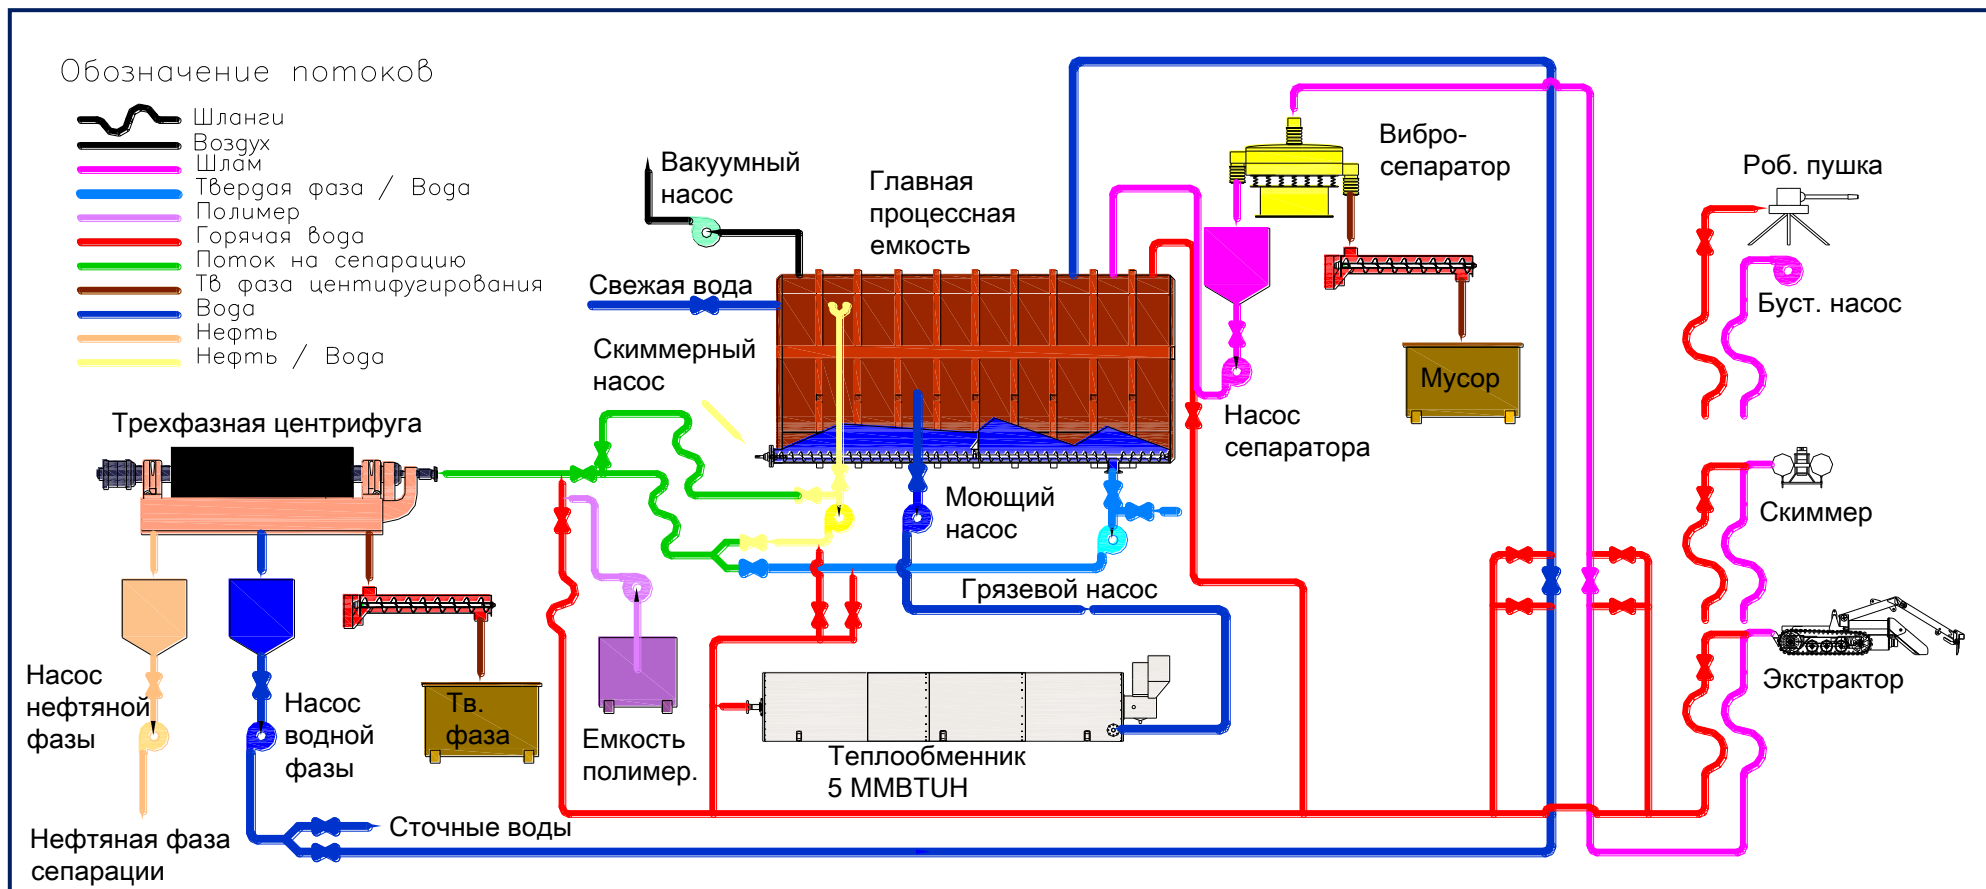 Обозначение потоков
Шланги
Воздух
Шлам
Твердая фаза / Вода
Полимер
Горячая вода
Поток на сепарацию
Тв фаза центифугирования
Вода
Нефть
Нефть / Вода
Вакуумный
насос
Главная
процессная
емкость
Вибро-
сепаратор
Роб. пушка
Свежая вода
Буст. насос
Скиммерный
насос
Мусор
Насос
сепаратора
Трехфазная центрифуга
Моющий
насос
Скиммер
Грязевой насос
Экстрактор
Насос
нефтяной
фазы
Насос
водной
фазы
Тв.
фаза
Емкость
полимер.
Теплообменник
5 MMBTUH
Сточные воды
Нефтяная фаза
сепарации